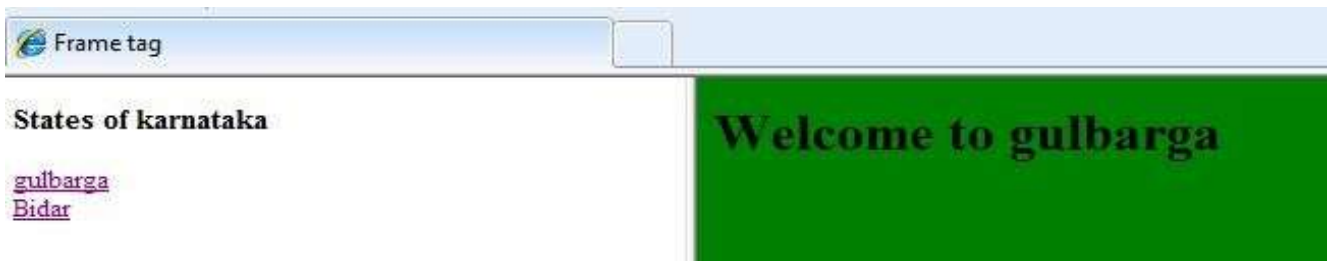 Frame tag
States of karnataka
gulbarga
Bidar
Welcome to gulbarga